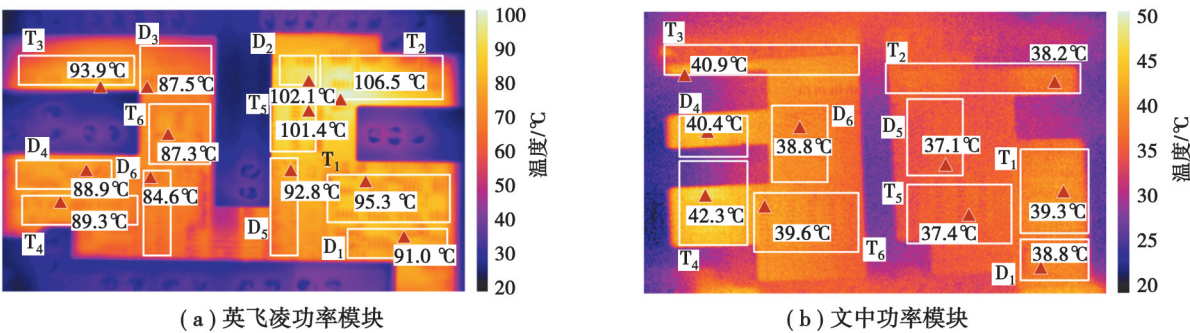 T3 D3 D2 T2 100
93.9℃ 87.5℃ 106.5℃ 90
102.1℃ 80
T6 T5 70
101.4℃
87.3℃ 60
D4 D6 T1
88.9℃ 84.6℃ 92.8℃ 95.3℃ 50
89.3℃ 40
T4 D5 D1 91.0℃ 30
20
温度/℃
(a)英飞凌功率模块
T3 T2 38.2℃ 50
40.9℃ 45
D4 D6 D5 40
40.4℃ 38.8℃ 37.1℃ T1 35
42.3℃ 39.6℃ T5 37.4℃ 39.3℃ 30
T4 T6 38.8℃ 25
D1 20
温度/℃
(b)文中功率模块